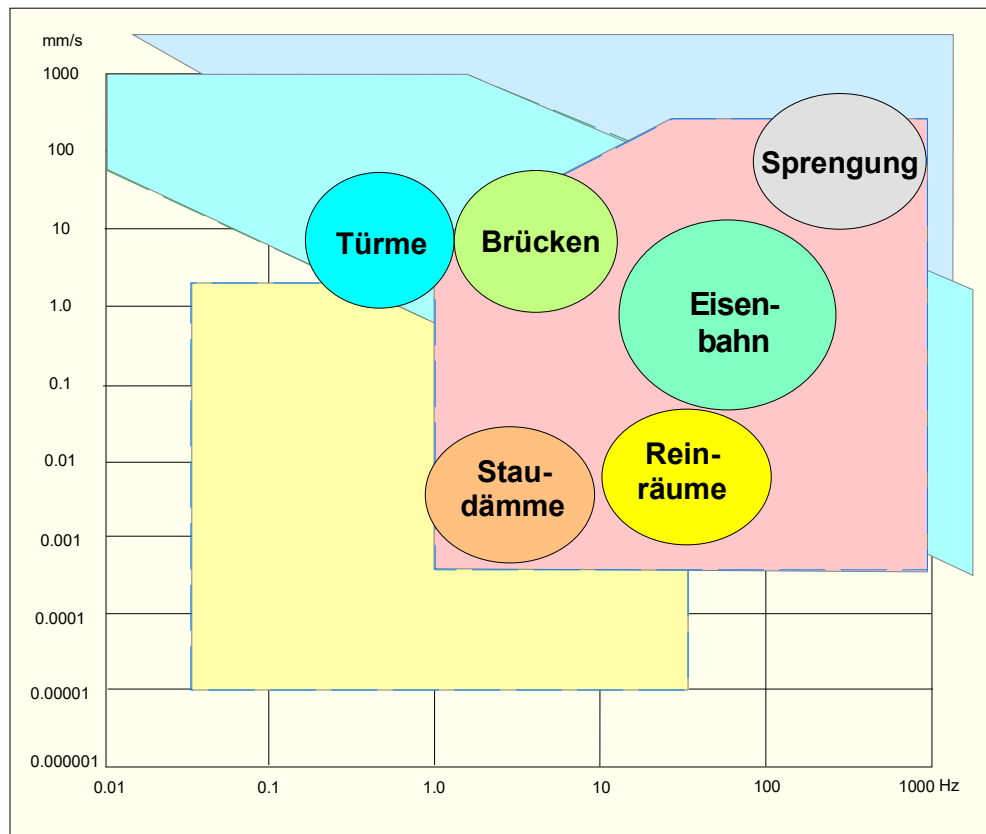 mm/s
1000
100
Sprengung
10
Türme
Brücken
1.0
Eisen-
bahn
0.1
0.01
Stau-
dämme
Rein-
räume
0.001
0.0001
0.00001
0.000001
0.01
0.1
1.0
10
100
1000 Hz